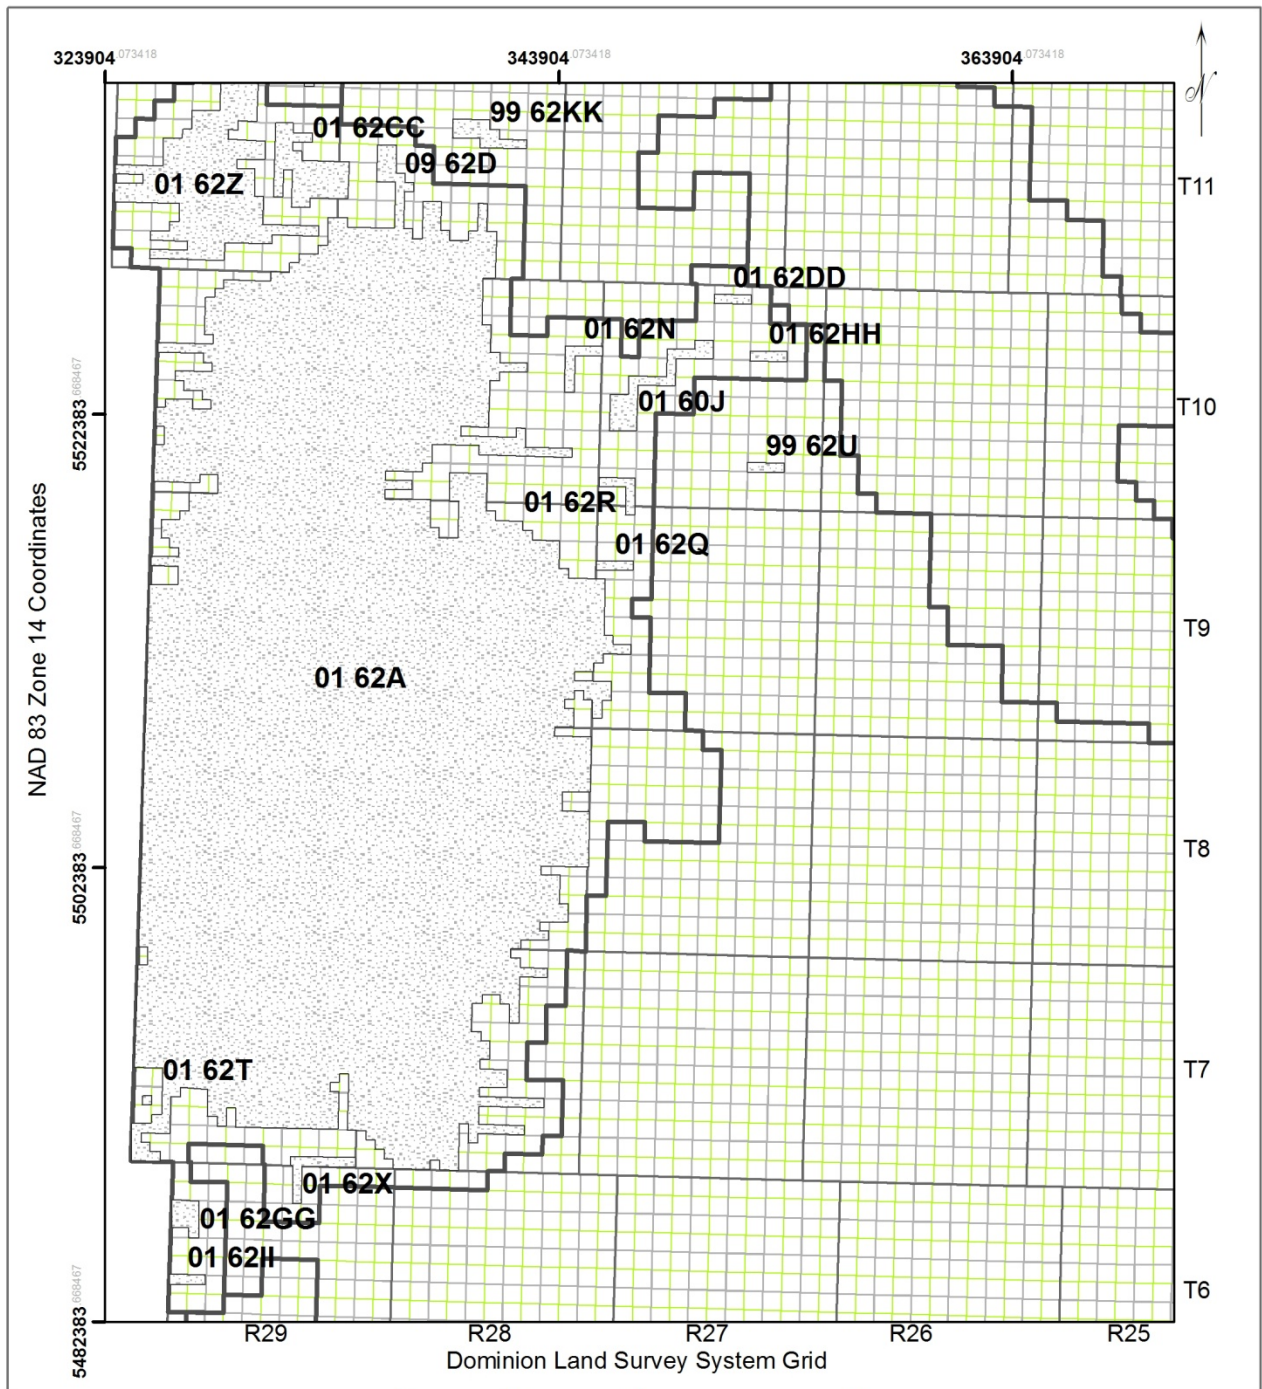 323904 073418
343904 073418
363904 073418
N
99 62KK
01 62CC
09 62D
01 62Z
T11
01 62DD
01 62N
01 62HH
01 60J
T10
5522383 668467
99 62U
01 62R
01 62Q
NAD 83 Zone 14 Coordinates
T9
01 62A
T8
5502383 668467
01 62T
T7
01 62X
01 62GG
01 62II
T6
5482383 668467
R29 R28 R27 R26 R25
Dominion Land Survey System Grid